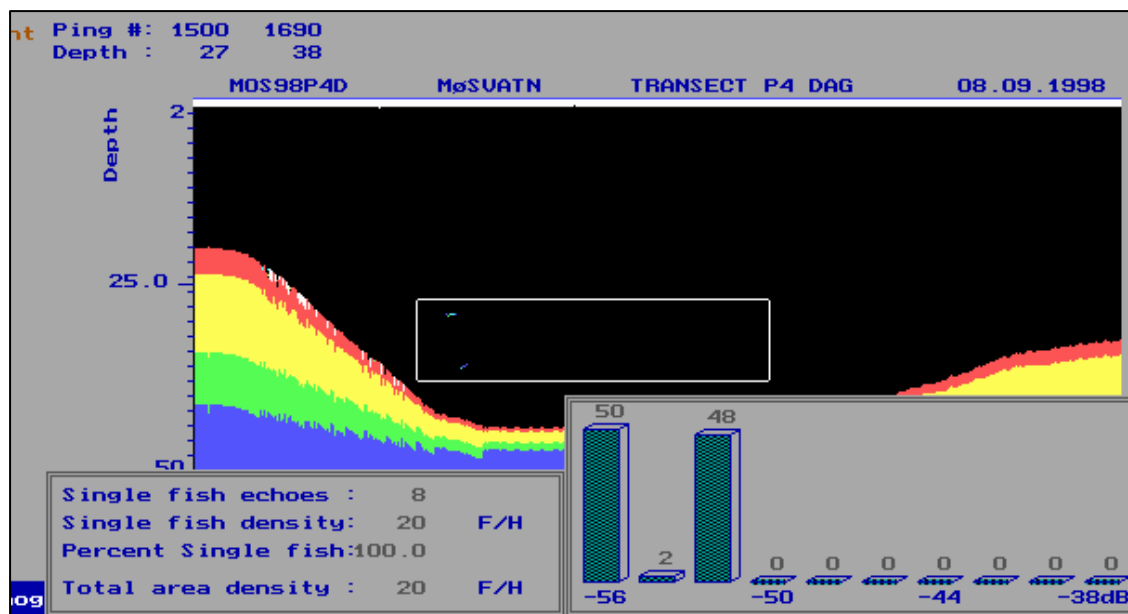 nt Ping #: 1500 1690
Depth : 27 38
MOS98P4D MøSVATN TRANSECT P4 DAG 08.09.1998
Depth
2
25.0
50
50 2 48 0 0 0 0 0 0 0
-56 -50 -44 -38dB
Single fish echoes : 8
Single fish density: 20 F/H
Percent Single fish:100.0
Total area density : 20 F/H
og